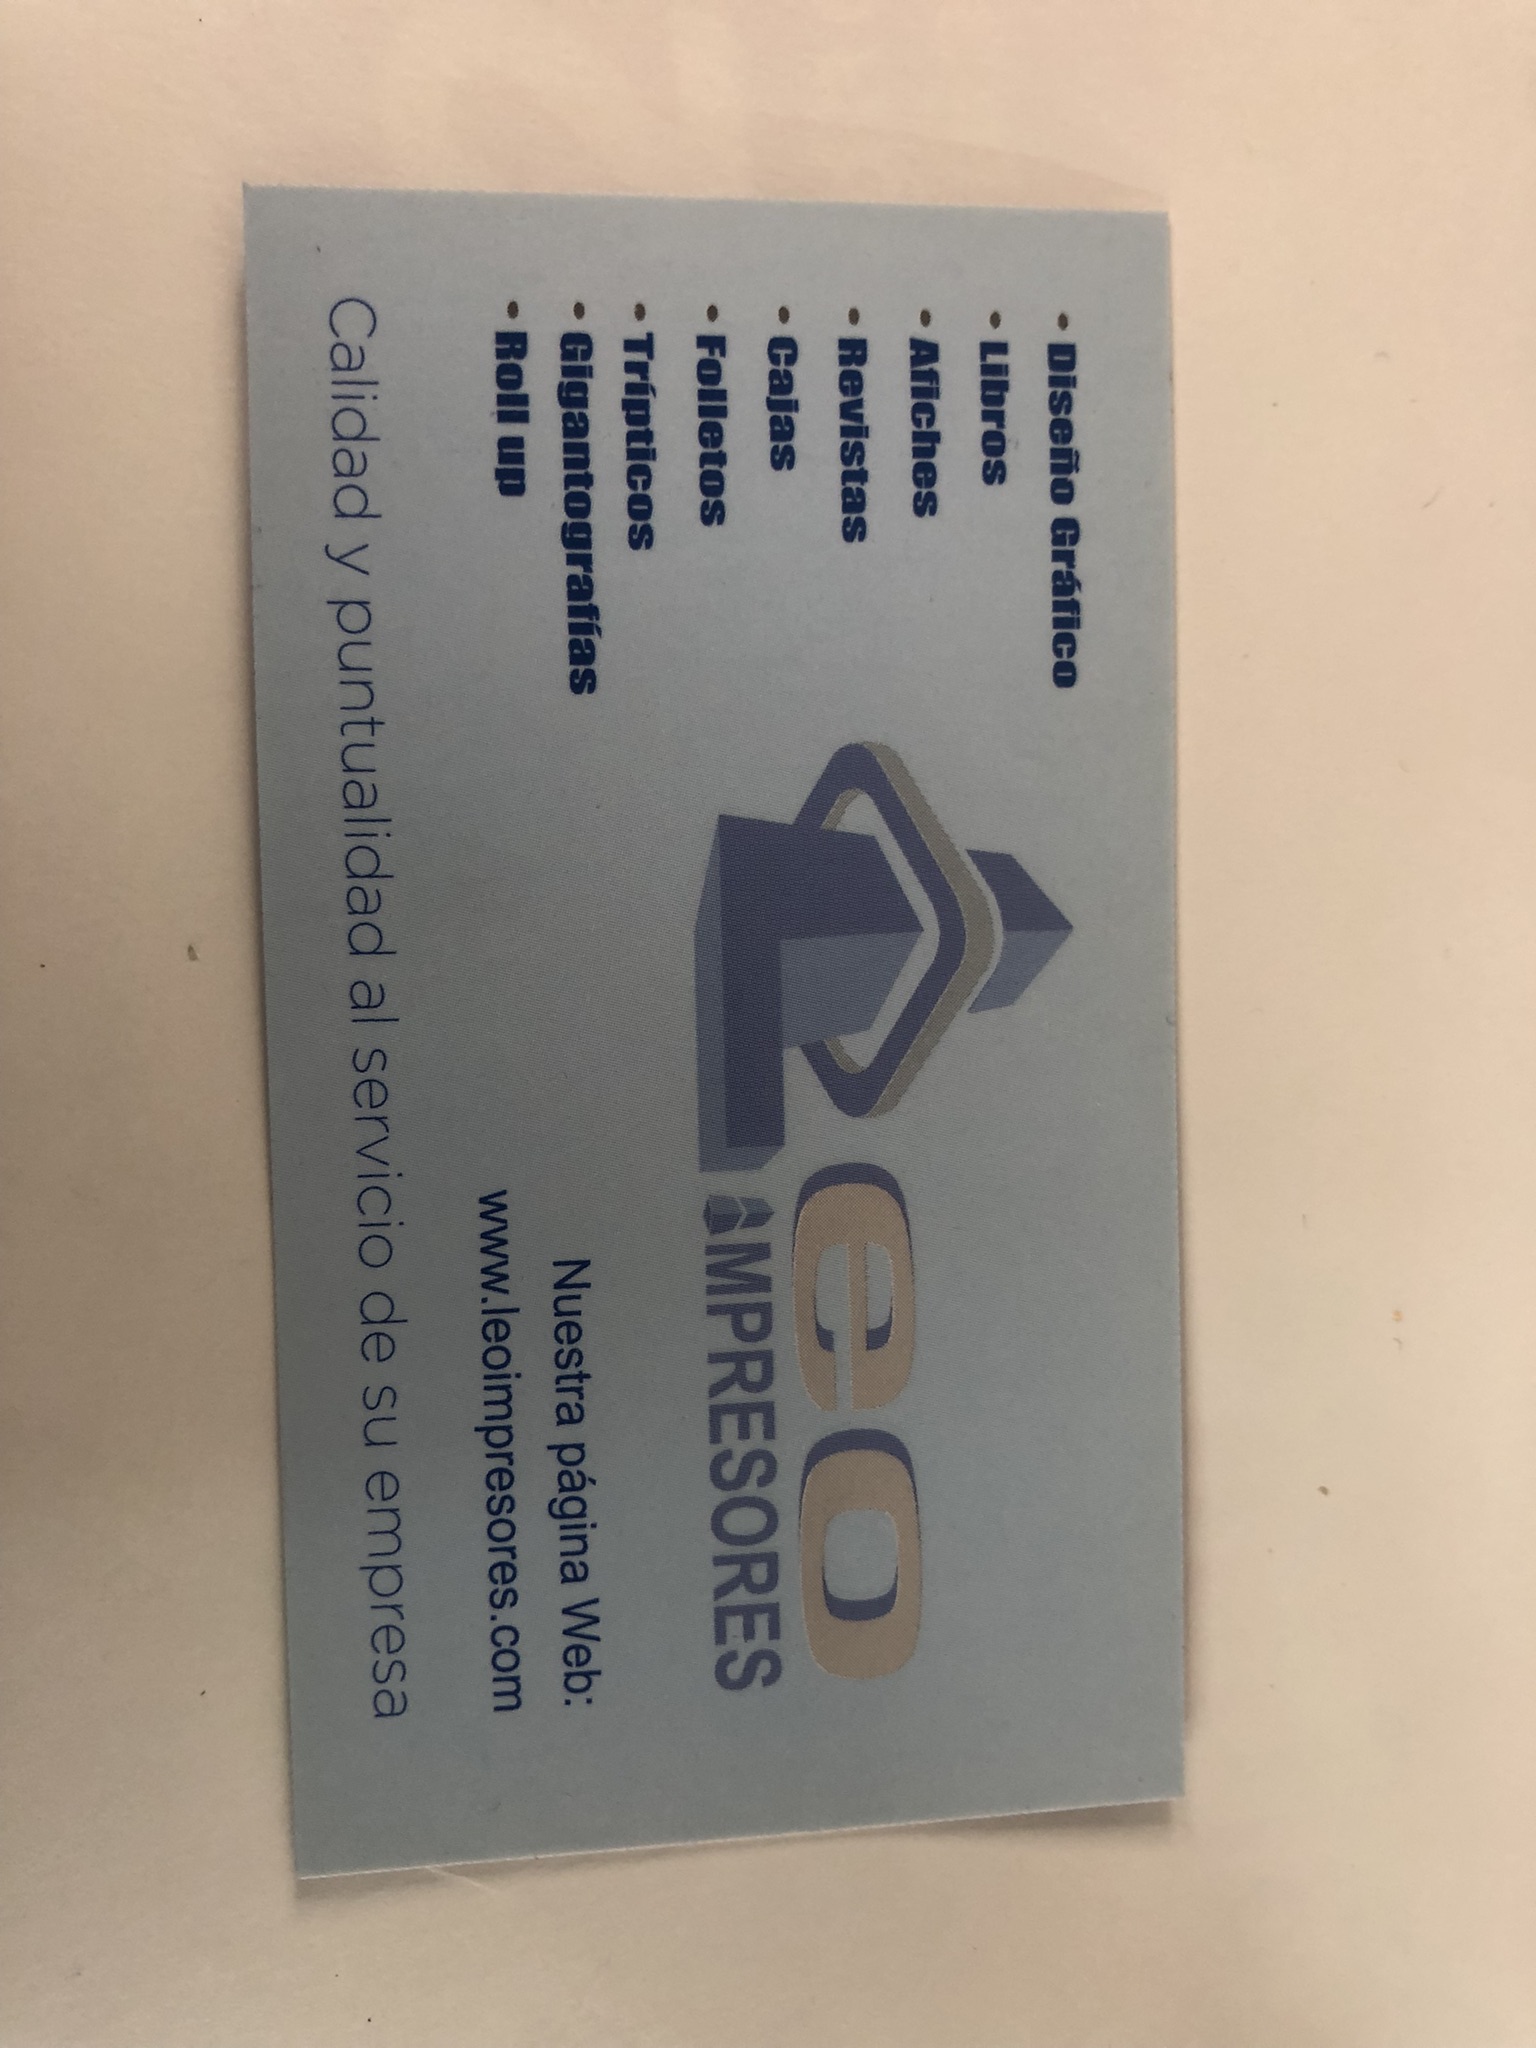 • Diseño Gráfico
• Libros
• Afiches
• Revistas
• Cajas
• Folletos
• Trípticos
• Gigantografías
• Roll up
Leo
IMPRESORES
Nuestra página Web:
www.leoimpresores.com
Calidad y puntualidad al servicio de su empresa